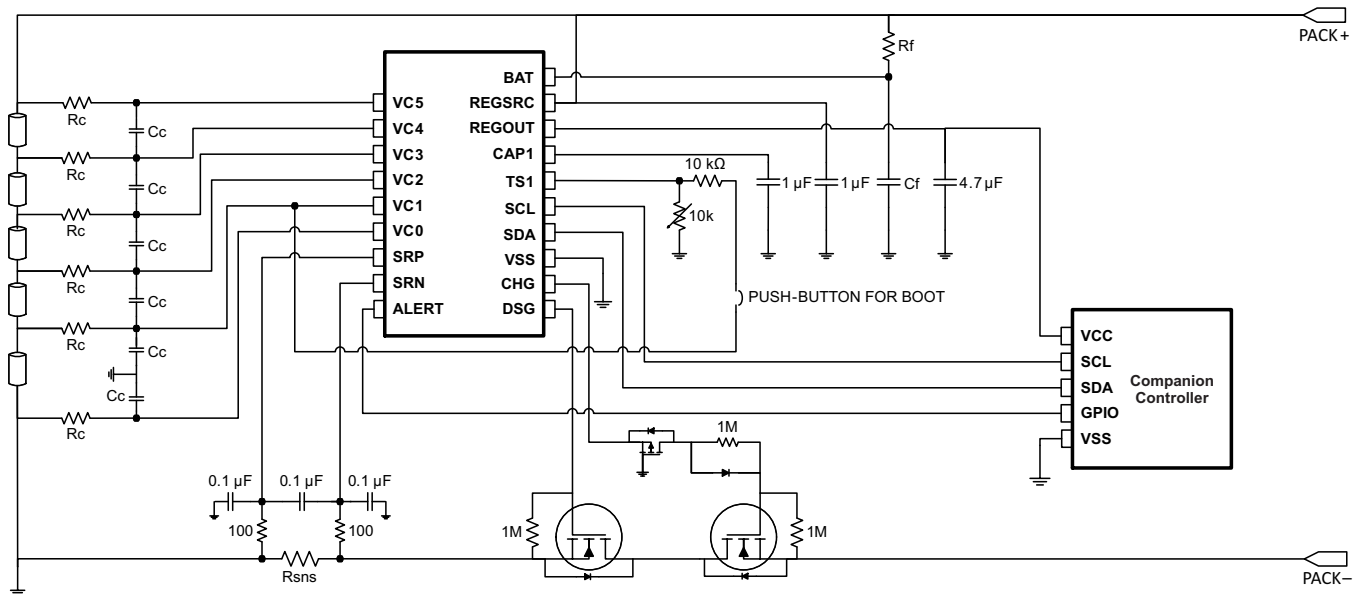 PACK+
Rf
BAT
REGSRC
REGOUT
CAP1
TS1
SCL
SDA
VSS
CHG
DSG
VC5
VC4
VC3
VC2
VC1
VC0
SRP
SRN
ALERT
Rc
Cc
Rc
Cc
Rc
Cc
Rc
Cc
Rc
Cc
Cc
Rc
10 kΩ
10k
1 µF
1 µF
Cf
4.7 µF
PUSH-BUTTON FOR BOOT
VCC
SCL
SDA
GPIO
VSS
Companion
Controller
1M
0.1 µF
0.1 µF
0.1 µF
100
100
1M
1M
Rsns
PACK–